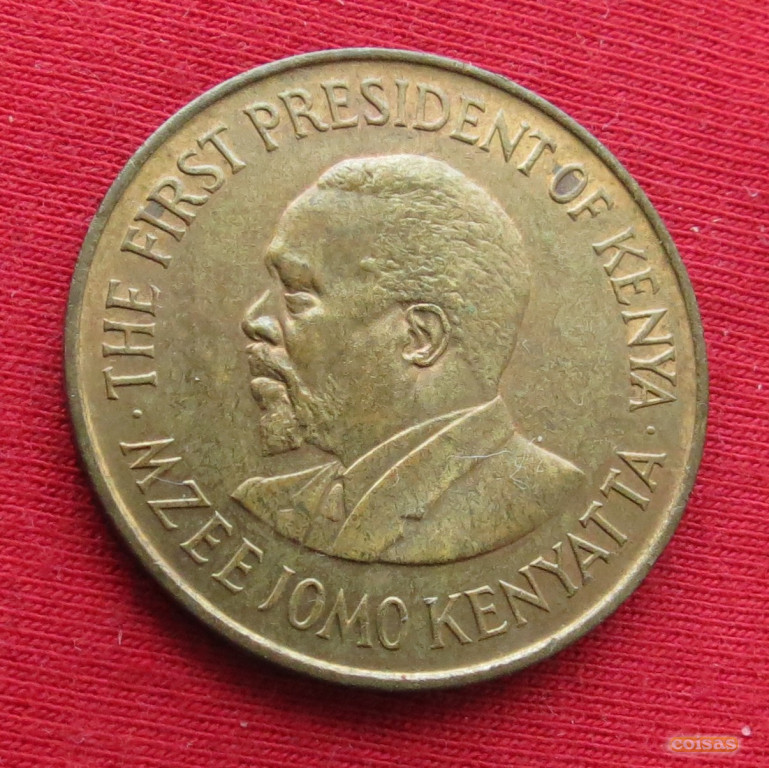 · THE FIRST PRESIDENT OF KENYA ·
MZEE JOMO KENYATTA
coisas